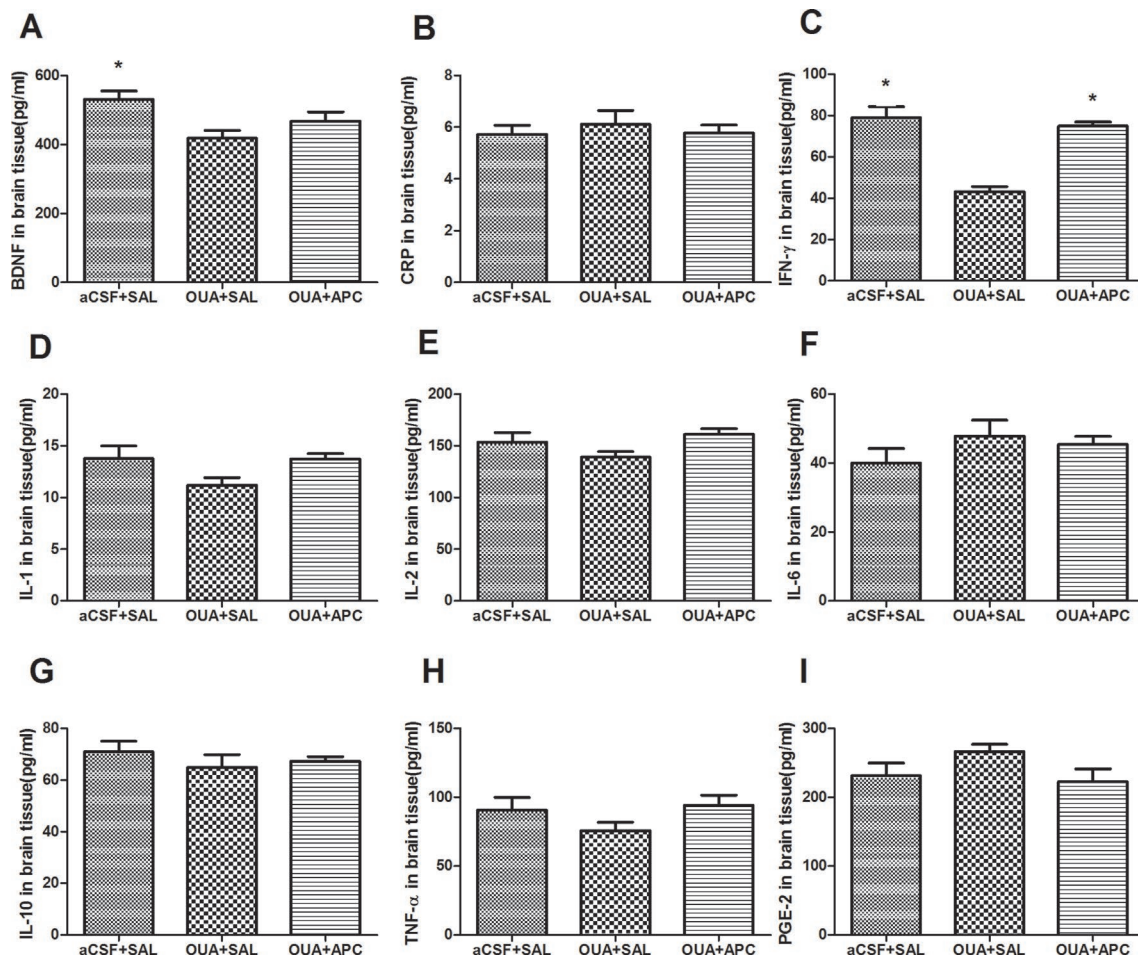 A
BDNF in brain tissue(pg/ml)
600
400
200
0
*
aCSF+SAL OUA+SAL OUA+APC
B
CRP in brain tissue(pg/ml)
8
6
4
2
0
aCSF+SAL OUA+SAL OUA+APC
C
IFN-γ in brain tissue(pg/ml)
100
80
60
40
20
0
*
*
aCSF+SAL OUA+SAL OUA+APC
D
IL-1 in brain tissue(pg/ml)
20
15
10
5
0
aCSF+SAL OUA+SAL OUA+APC
E
IL-2 in brain tissue(pg/ml)
200
150
100
50
0
aCSF+SAL OUA+SAL OUA+APC
F
IL-6 in brain tissue(pg/ml)
60
40
20
0
aCSF+SAL OUA+SAL OUA+APC
G
IL-10 in brain tissue(pg/ml)
80
60
40
20
0
aCSF+SAL OUA+SAL OUA+APC
H
TNF-α in brain tissue(pg/ml)
150
100
50
0
aCSF+SAL OUA+SAL OUA+APC
I
PGE-2 in brain tissue(pg/ml)
300
200
100
0
aCSF+SAL OUA+SAL OUA+APC